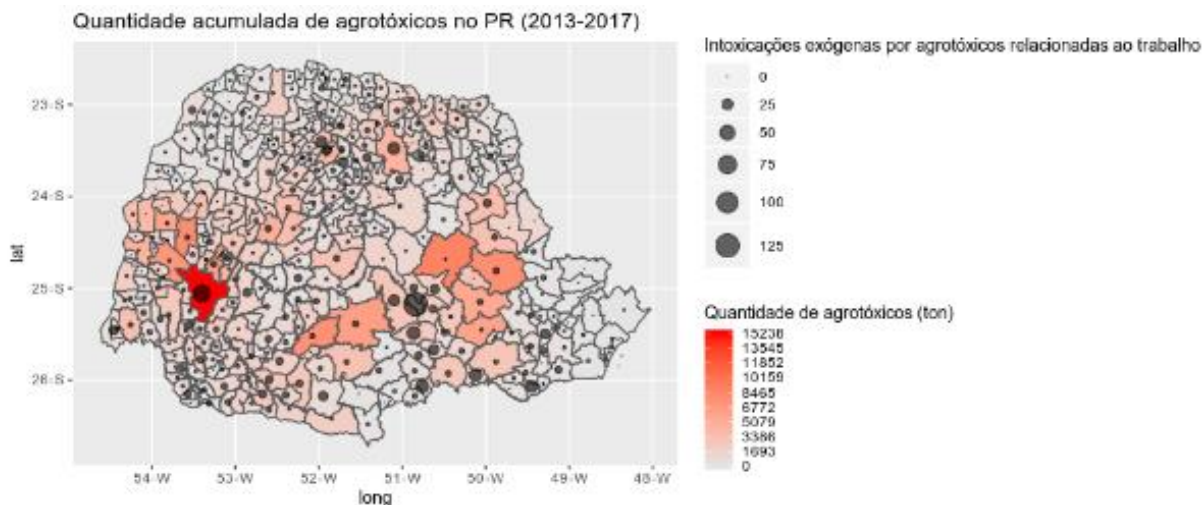 Quantidade acumulada de agrotóxicos no PR (2013-2017)
Intoxicações exógenas por agrotóxicos relacionadas ao trabalho
0
25
50
75
100
125
Quantidade de agrotóxicos (ton)
15238
13545
11852
10159
8465
6772
5079
3386
1693
0
23°S
24°S
25°S
26°S
lat
54°W 53°W 52°W 51°W 50°W 49°W 48°W
long